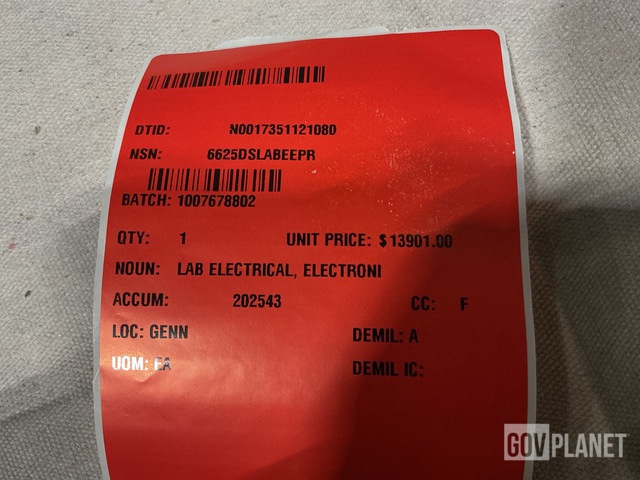 DTID: N0017351121080
NSN: 6625DSLABEEPR
BATCH: 1007678802
QTY: 1 UNIT PRICE: $13901.00
NOUN: LAB ELECTRICAL, ELECTRONI
ACCUM: 202543 CC: F
LOC: GENN DEMIL: A
UOM: EA DEMIL IC:
GOVPLANET